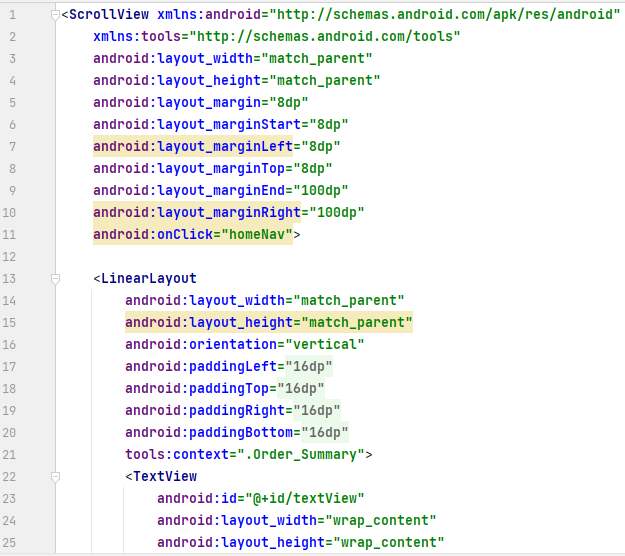 1 <ScrollView xmlns:android="http://schemas.android.com/apk/res/android"
2 xmlns:tools="http://schemas.android.com/tools"
3 android:layout_width="match_parent"
4 android:layout_height="match_parent"
5 android:layout_margin="8dp"
6 android:layout_marginStart="8dp"
7 android:layout_marginLeft="8dp"
8 android:layout_marginTop="8dp"
9 android:layout_marginEnd="100dp"
10 android:layout_marginRight="100dp"
11 android:onClick="homeNav">
12
13 <LinearLayout
14 android:layout_width="match_parent"
15 android:layout_height="match_parent"
16 android:orientation="vertical"
17 android:paddingLeft="16dp"
18 android:paddingTop="16dp"
19 android:paddingRight="16dp"
20 android:paddingBottom="16dp"
21 tools:context=".Order_Summary">
22 <TextView
23 android:id="@+id/textView"
24 android:layout_width="wrap_content"
25 android:layout_height="wrap_content"